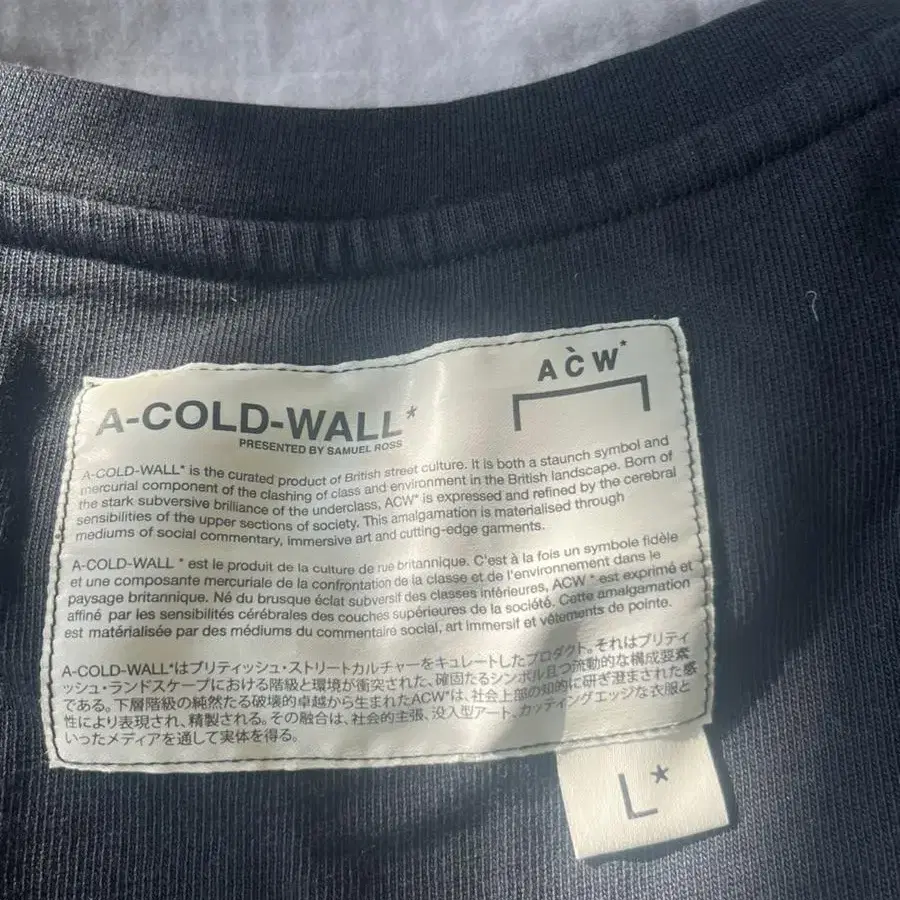 A-COLD-WALL*
PRESENTED BY SAMUEL ROSS
ACW*
A-COLD-WALL* is the curated product of British street culture. It is both a staunch symbol and
mercurial component of the clashing of class and environment in the British landscape. Born of
the stark subversive brilliance of the underclass, ACW* is expressed and refined by the cerebral
sensibilities of the upper sections of society. This amalgamation is materialised through
mediums of social commentary, immersive art and cutting-edge garments.
A-COLD-WALL * est le produit de la culture de rue britannique. C'est à la fois un symbole fidèle
et une composante mercuriale de la confrontation de la classe et de l'environnement dans le
paysage britannique. Né du brusque éclat subversif des classes inférieures, ACW * est exprimé et
affiné par les sensibilités cérébrales des couches supérieures de la société. Cette amalgamation
est matérialisée par des médiums du commentaire social, art immersif et vêtements de pointe.
A-COLD-WALL*はブリティッシュ・ストリートカルチャーをキュレートしたプロダクト。それはブリティ
ッシュ・ランドスケープにおける階級と環境が衝突された、確固たるシンボル且つ流動的な構成要素
である。下層階級の純然たる破壊的卓越から生まれたACW*は、社会上部の知的に研ぎ澄まされた感
性により表現され、精製される。その融合は、社会的主張、没入型アート、カッティングエッジな衣服と
いったメディアを通して実体を得る。
L*